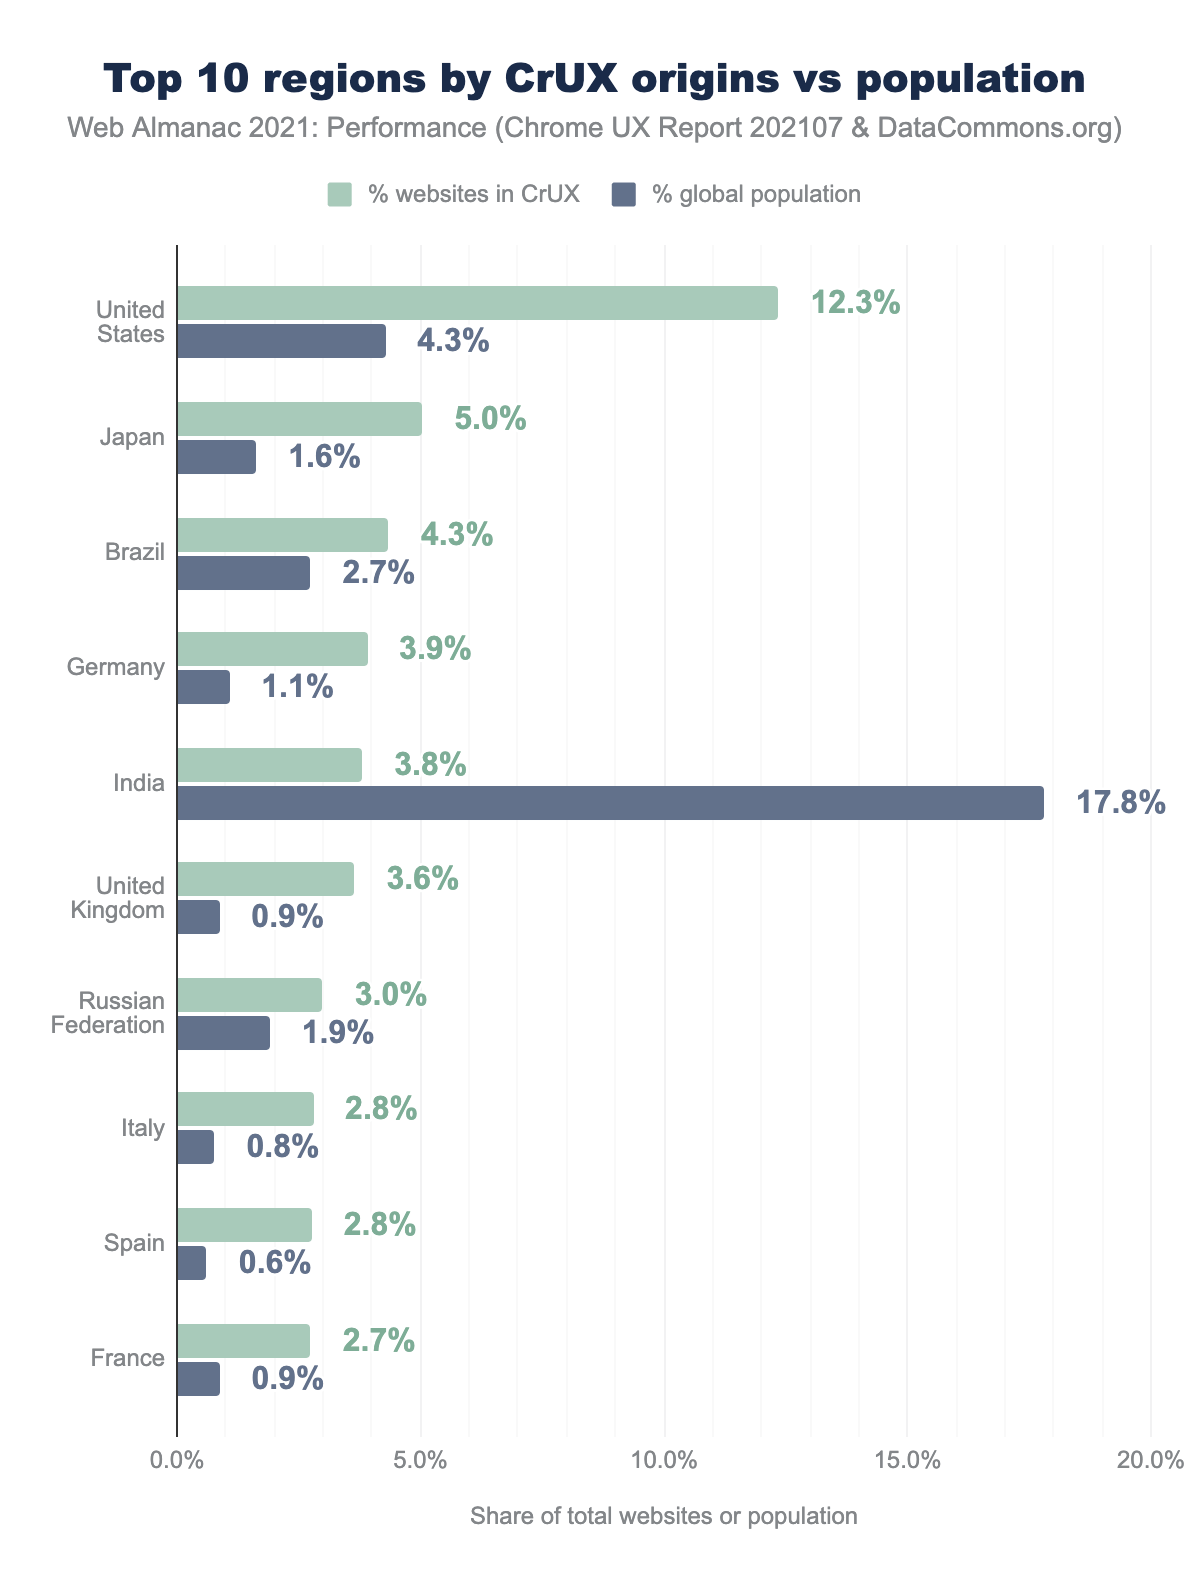 Top 10 regions by CrUX origins vs population
Web Almanac 2021: Performance (Chrome UX Report 202107 & DataCommons.org)
% websites in CrUX
% global population
United
States
12.3%
4.3%
Japan
5.0%
1.6%
Brazil
4.3%
2.7%
Germany
3.9%
1.1%
India
3.8%
17.8%
United
Kingdom
3.6%
0.9%
Russian
Federation
3.0%
1.9%
Italy
2.8%
0.8%
Spain
2.8%
0.6%
France
2.7%
0.9%
0.0%
5.0%
10.0%
15.0%
20.0%
Share of total websites or population